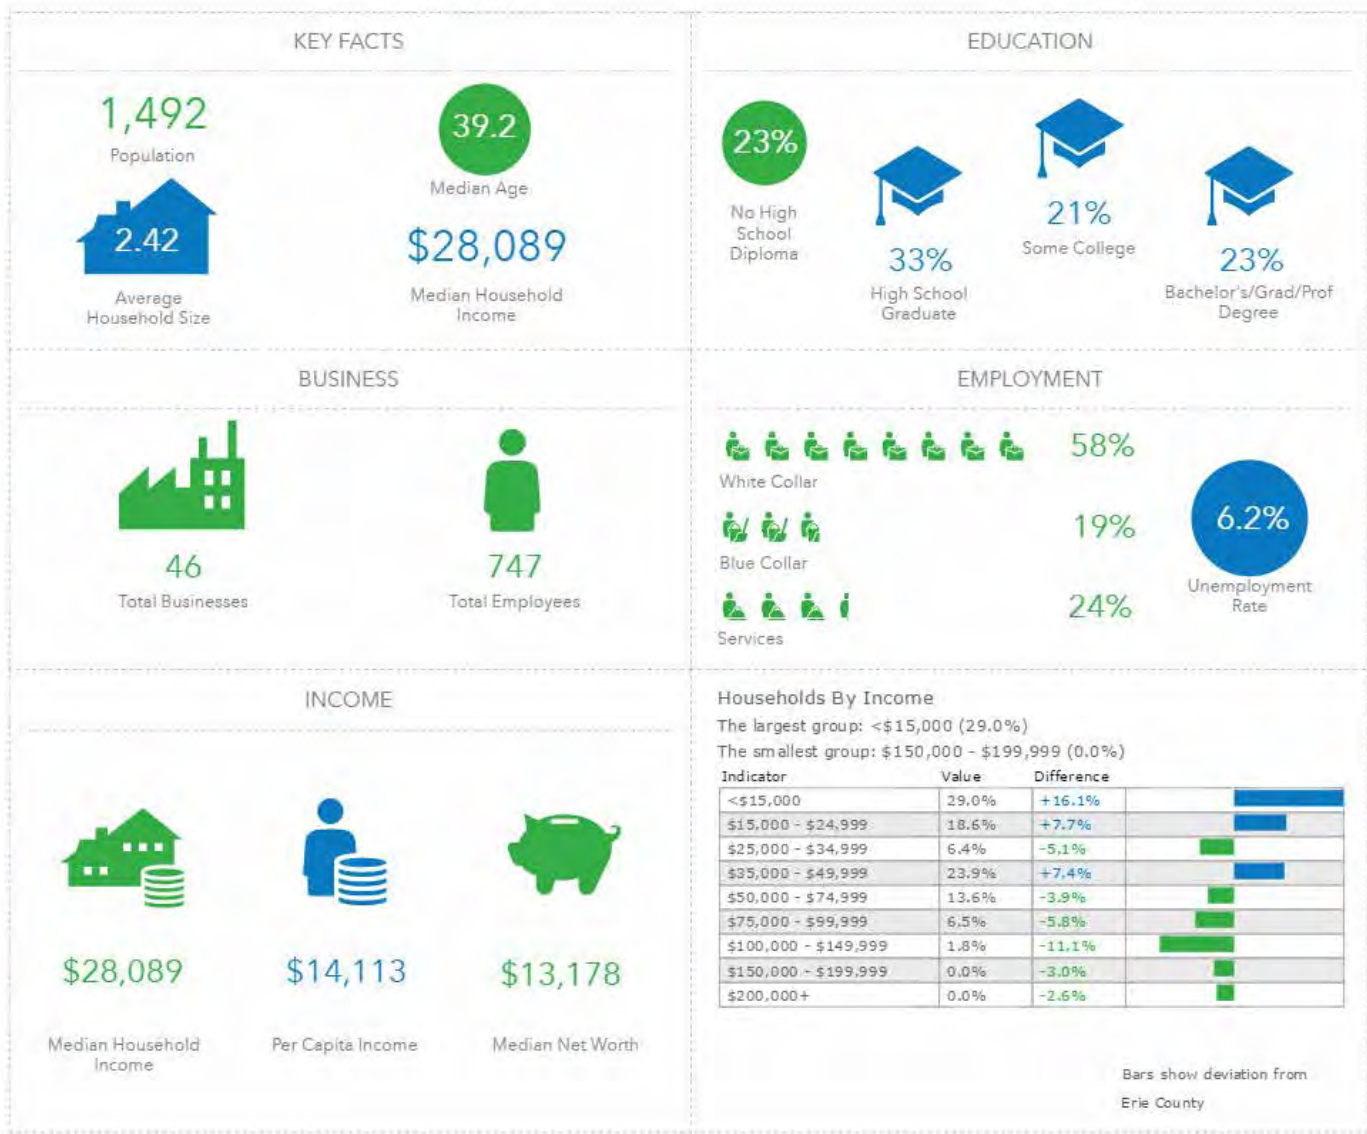 KEY FACTS
1,492
Population
39.2
Median Age
2.42
Average
Household Size
$28,089
Median Household
Income
EDUCATION
23%
No High
School
Diploma
33%
High School
Graduate
21%
Some College
23%
Bachelor's/Grad/Prof
Degree
BUSINESS
46
Total Businesses
747
Total Employees
EMPLOYMENT
58%
White Collar
19%
Blue Collar
24%
Services
6.2%
Unemployment
Rate
INCOME
$28,089
Median Household
Income
$14,113
Per Capita Income
$13,178
Median Net Worth
Households By Income
The largest group: <$15,000 (29.0%)
The smallest group: $150,000 - $199,999 (0.0%)
Indicator Value Difference
<$15,000 29.0% +16.1%
$15,000 - $24,999 18.6% +7.7%
$25,000 - $34,999 6.4% -5.1%
$35,000 - $49,999 23.9% +7.4%
$50,000 - $74,999 13.6% -3.9%
$75,000 - $99,999 6.5% -5.8%
$100,000 - $149,999 1.8% -11.1%
$150,000 - $199,999 0.0% -3.0%
$200,000+ 0.0% -2.6%
Bars show deviation from
Erie County